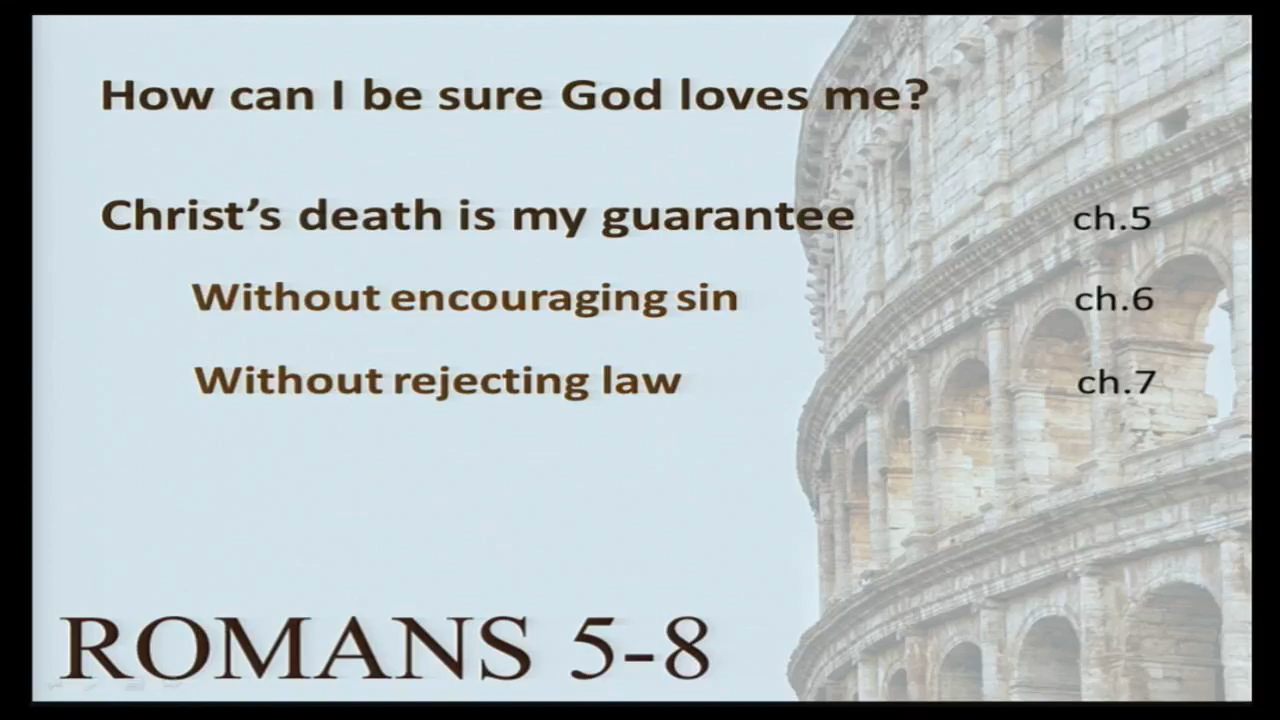 How can I be sure God loves me?
Christ’s death is my guarantee ch.5
Without encouraging sin ch.6
Without rejecting law ch.7
ROMANS 5-8